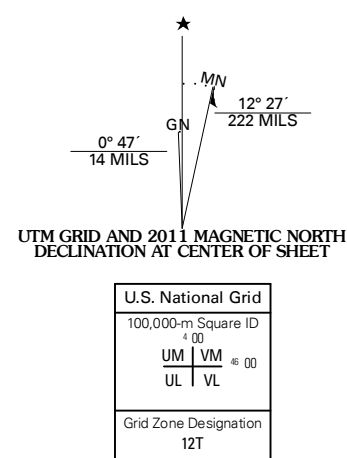 ★
MN
GN
12° 27´
222 MILS
0° 47´
14 MILS
UTM GRID AND 2011 MAGNETIC NORTH
DECLINATION AT CENTER OF SHEET
U.S. National Grid
100,000-m Square ID
4 00
UM VM 46 00
UL VL
Grid Zone Designation
12T